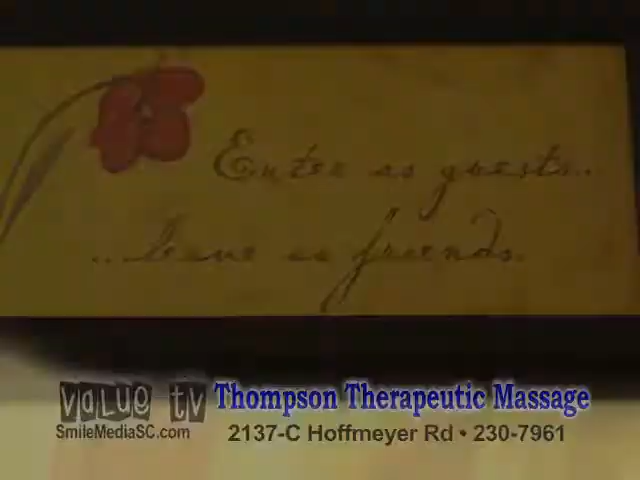 Enter as guests..
...leave as friends.
value tv
Thompson Therapeutic Massage
SmileMediaSC.com
2137-C Hoffmeyer Rd • 230-7961